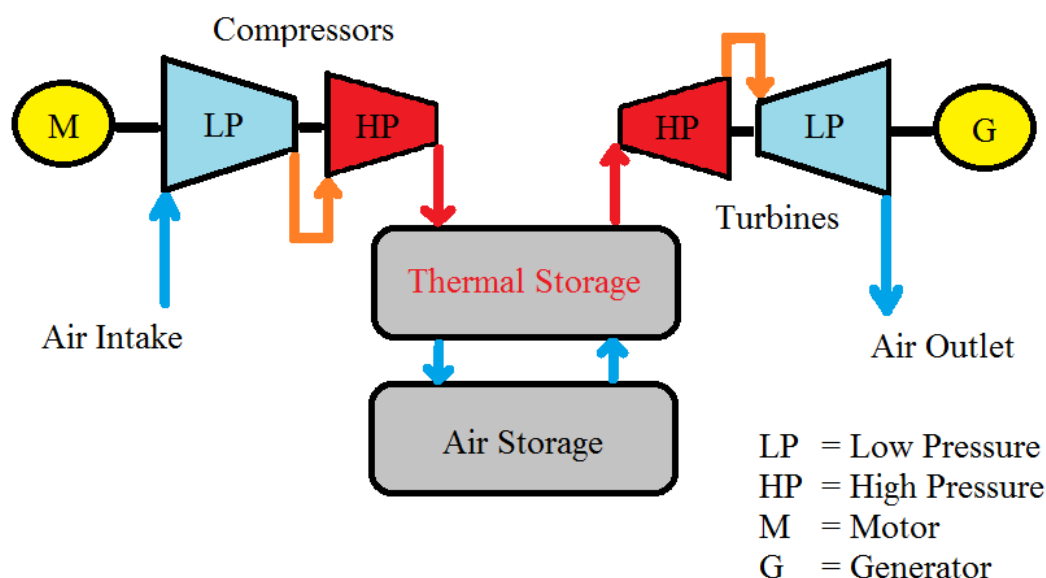 Compressors
M
LP
HP
HP
LP
G
Turbines
Thermal Storage
Air Intake
Air Outlet
Air Storage
LP = Low Pressure
HP = High Pressure
M = Motor
G = Generator